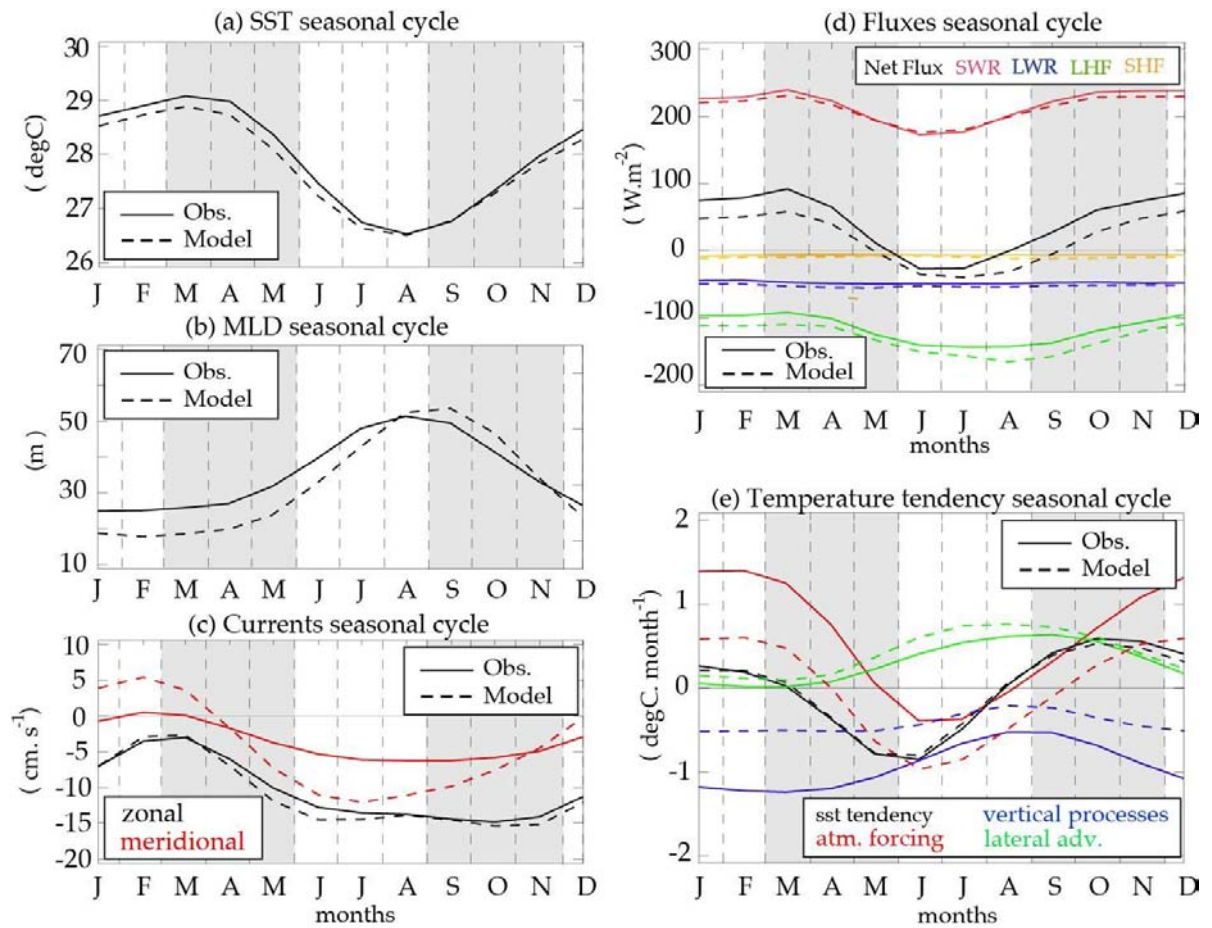 (a) SST seasonal cycle
( degC)
30
29
28
27
26
Obs.
Model
J F M A M J J A S O N D
(b) MLD seasonal cycle
(m)
70
50
30
10
Obs.
Model
J F M A M J J A S O N D
(c) Currents seasonal cycle
( cm. s-1)
10
5
0
-5
-10
-15
-20
Obs.
Model
zonal
meridional
J F M A M J J A S O N D
months
(d) Fluxes seasonal cycle
( W.m-2)
300
200
100
0
-100
-200
Net Flux SWR LWR LHF SHF
Obs.
Model
J F M A M J J A S O N D
months
(e) Temperature tendency seasonal cycle
( degC. month-1)
2
1
0
-1
-2
Obs.
Model
sst tendency vertical processes
atm. forcing lateral adv.
J F M A M J J A S O N D
months